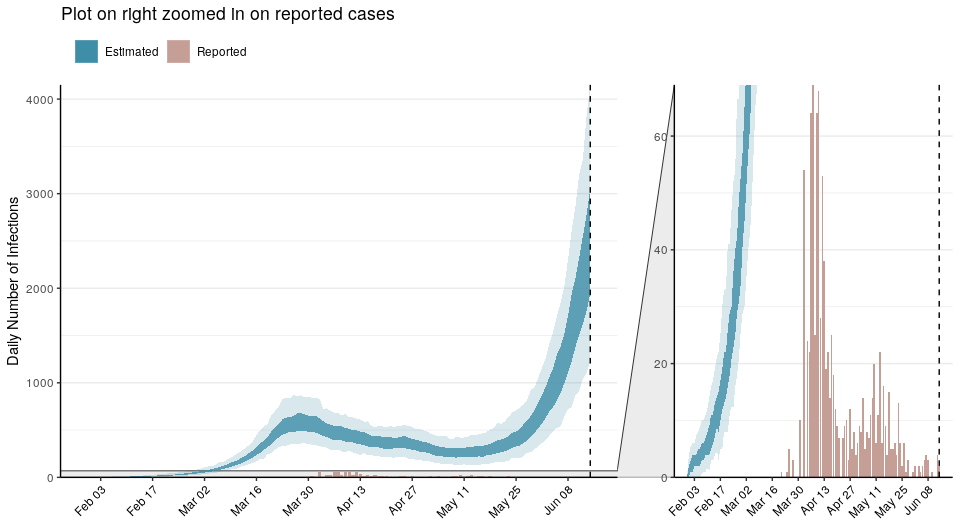 Plot on right zoomed in on reported cases
Estimated Reported
Daily Number of Infections
4000
3000
2000
1000
0
Feb 03 Feb 17 Mar 02 Mar 16 Mar 30 Apr 13 Apr 27 May 11 May 25 Jun 08
60
40
20
0
Feb 03 Feb 17 Mar 02 Mar 16 Mar 30 Apr 13 Apr 27 May 11 May 25 Jun 08